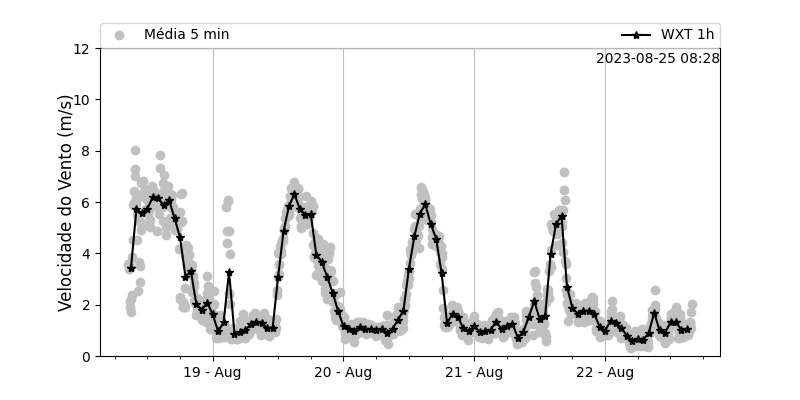 Média 5 min
WXT 1h
2023-08-25 08:28
Velocidade do Vento (m/s)
12
10
8
6
4
2
0
19 - Aug
20 - Aug
21 - Aug
22 - Aug